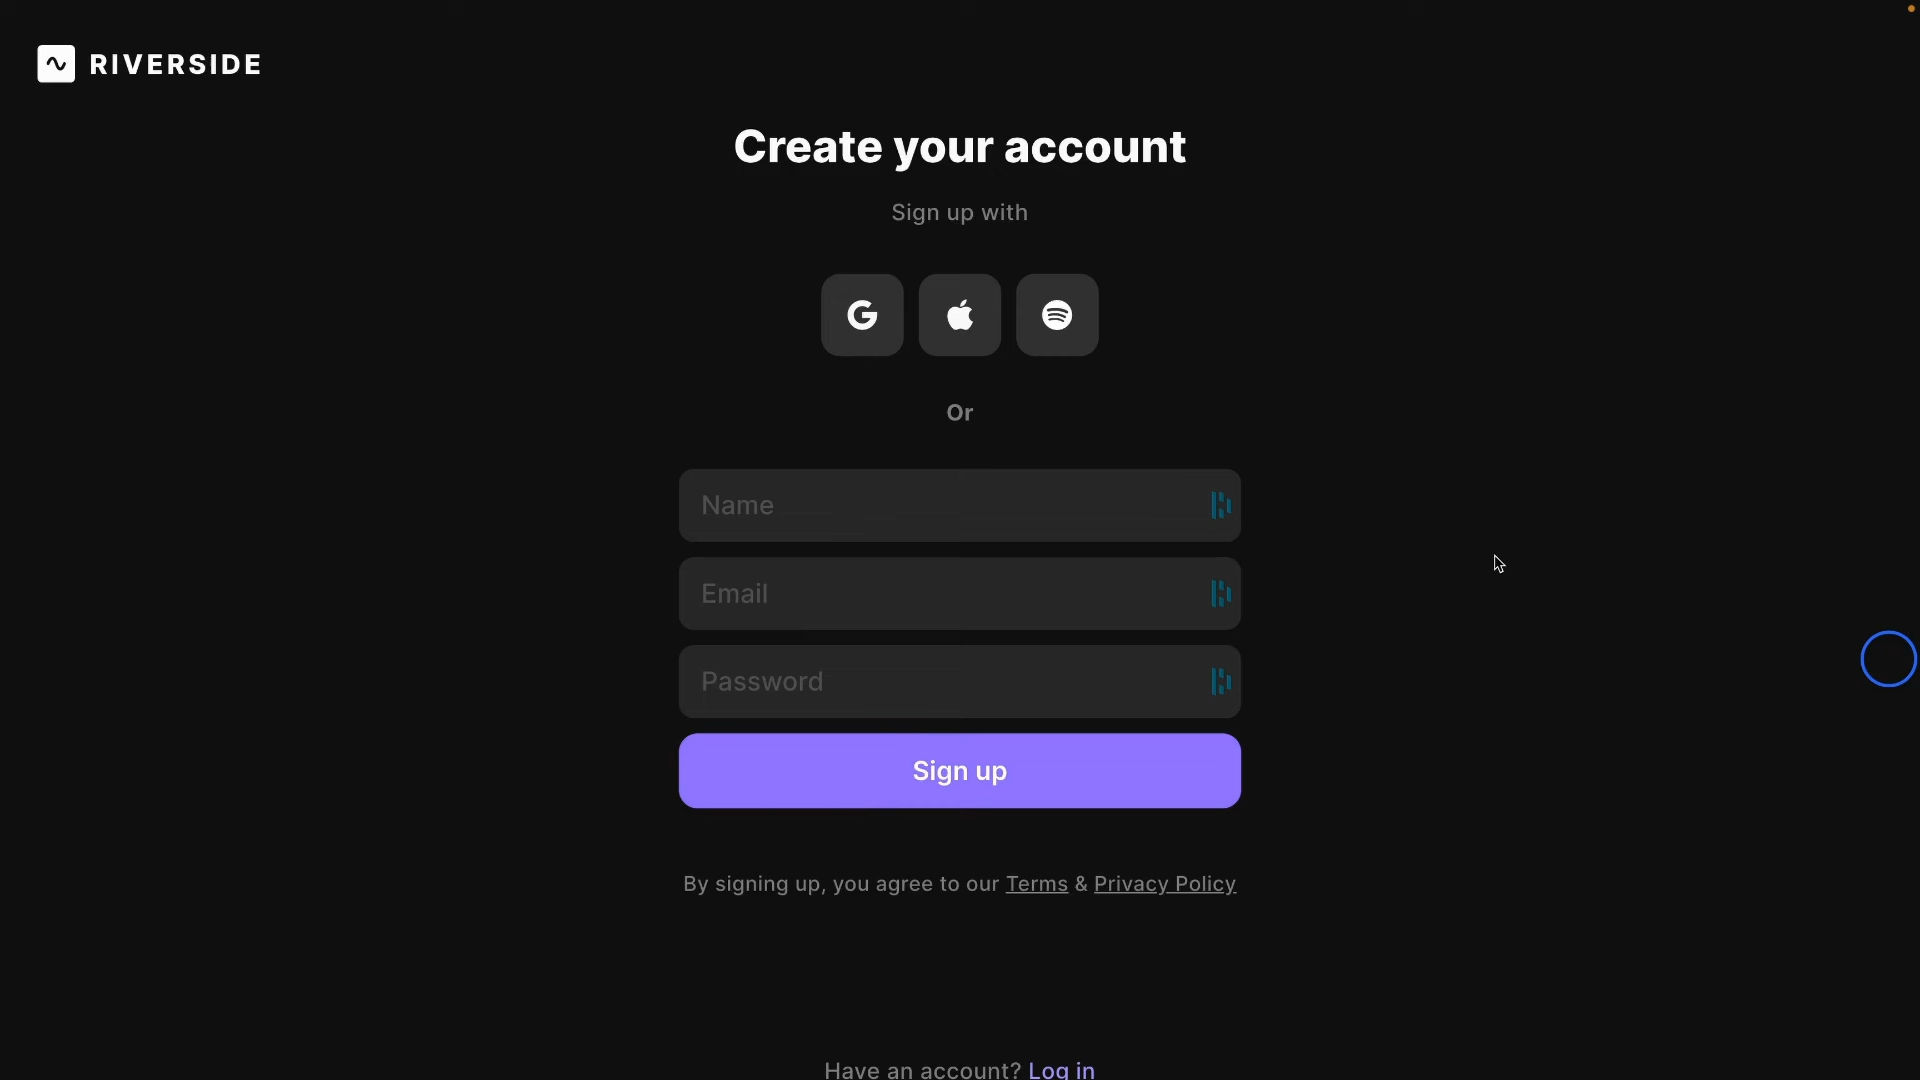 RIVERSIDE
Create your account
Sign up with
Or
Name
Email
Password
Sign up
By signing up, you agree to our Terms & Privacy Policy
Have an account? Log in